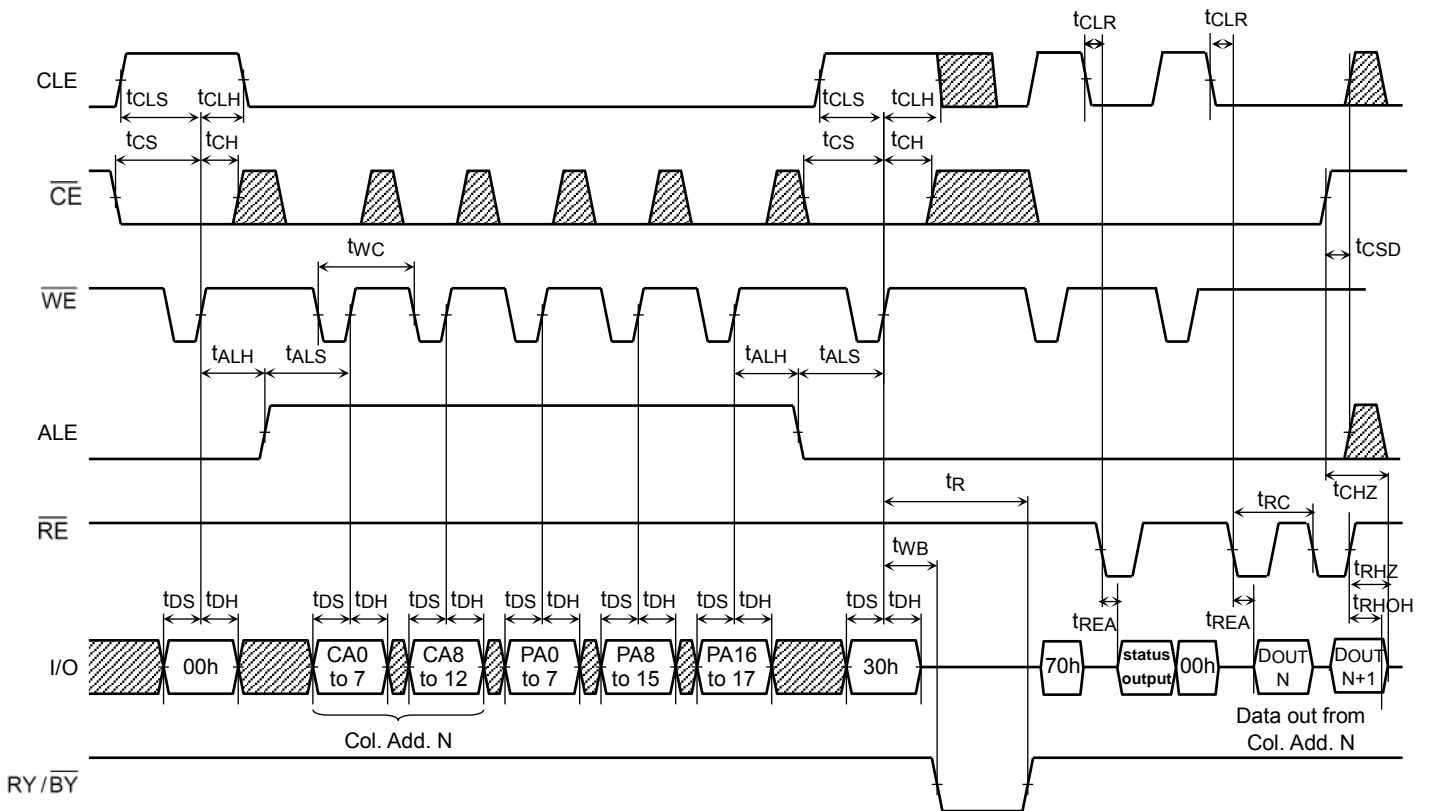 tCLR tCLR
CLE
tCLS tCLH tCLS tCLH
tCS tCH tCS tCH
CE
tCSD
tWC
WE
tALH tALS tALH tALS
ALE
tR tCHZ
tRC
RE
tWB
tRHZ
tDS tDH tDS tDH tDS tDH tDS tDH tDS tDH tDS tDH tDS tDH
tRHOH
tREA tREA
I/O 00h CA0 to 7 CA8 to 12 PA0 to 7 PA8 to 15 PA16 to 17 30h 70h status output 00h DOUT N DOUT N+1
Col. Add. N
Data out from
Col. Add. N
RY/BY